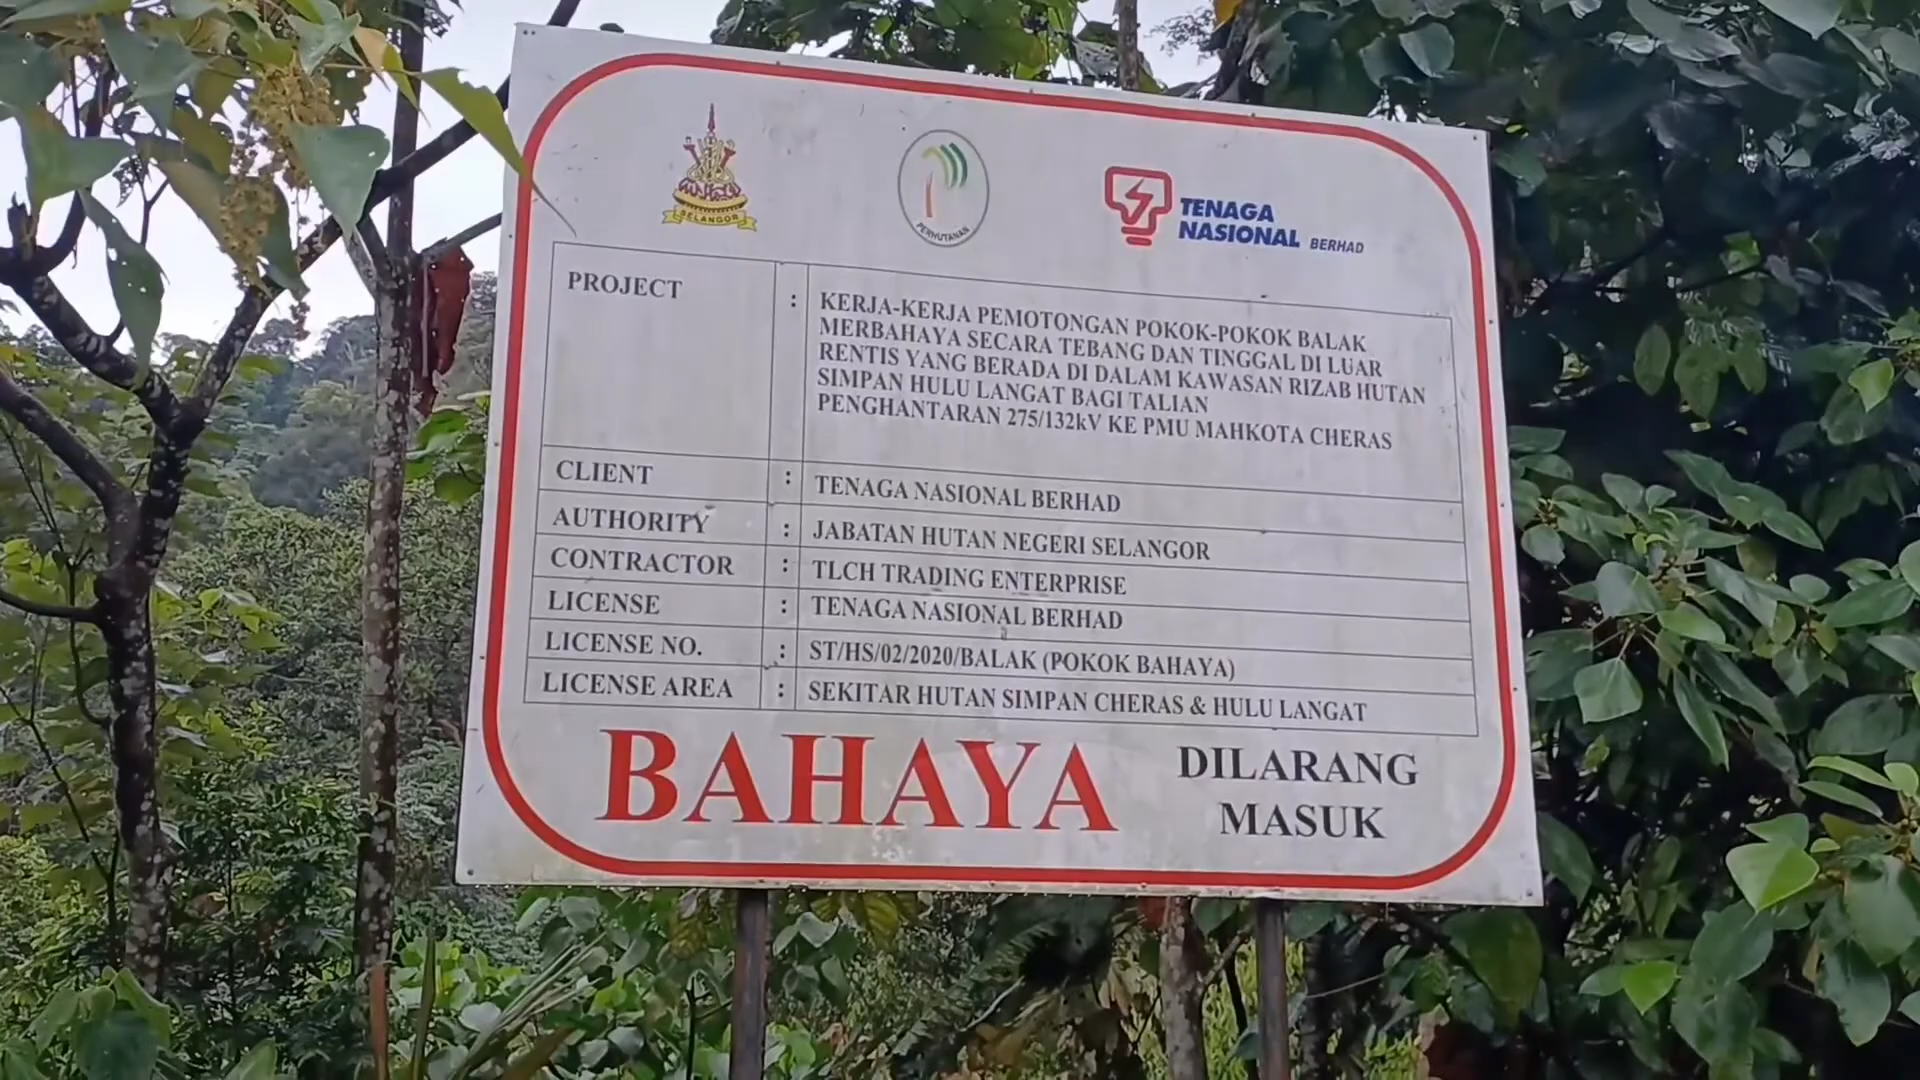 SELANGOR
PERHUTANAN
TENAGA
NASIONAL BERHAD
PROJECT : KERJA-KERJA PEMOTONGAN POKOK-POKOK BALAK
MERBAHAYA SECARA TEBANG DAN TINGGAL DI LUAR
RENTIS YANG BERADA DI DALAM KAWASAN RIZAB HUTAN
SIMPAN HULU LANGAT BAGI TALIAN
PENGHANTARAN 275/132kV KE PMU MAHKOTA CHERAS
CLIENT : TENAGA NASIONAL BERHAD
AUTHORITY : JABATAN HUTAN NEGERI SELANGOR
CONTRACTOR : TLCH TRADING ENTERPRISE
LICENSE : TENAGA NASIONAL BERHAD
LICENSE NO. : ST/HS/02/2020/BALAK (POKOK BAHAYA)
LICENSE AREA : SEKITAR HUTAN SIMPAN CHERAS & HULU LANGAT
BAHAYA
DILARANG
MASUK